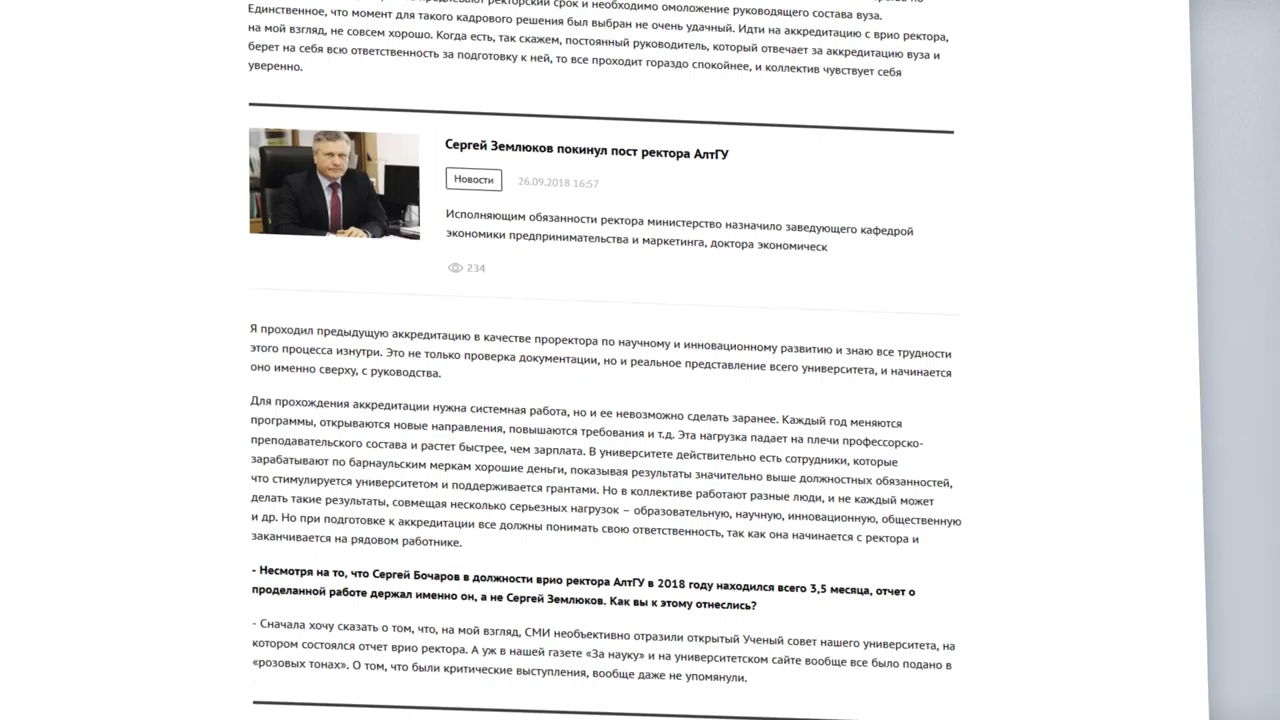 ректорский срок и необходимо омоложение руководящего состава вуза.
Единственное, что момент для такого кадрового решения был выбран не очень удачный. Идти на аккредитацию с врио ректора,
на мой взгляд, не совсем хорошо. Когда есть, так скажем, постоянный руководитель, который отвечает за аккредитацию вуза и
берет на себя всю ответственность за подготовку к ней, то все проходит гораздо спокойнее, и коллектив чувствует себя
уверенно.
Сергей Землюков покинул пост ректора АлтГУ
Новости 26.09.2018 16:57
Исполняющим обязанности ректора министерство назначило заведующего кафедрой
экономики предпринимательства и маркетинга, доктора экономическ
234
Я проходил предыдущую аккредитацию в качестве проректора по научному и инновационному развитию и знаю все трудности
этого процесса изнутри. Это не только проверка документации, но и реальное представление всего университета, и начинается
оно именно сверху, с руководства.
Для прохождения аккредитации нужна системная работа, но и ее невозможно сделать заранее. Каждый год меняются
программы, открываются новые направления, повышаются требования и т.д. Эта нагрузка падает на плечи профессорско-
преподавательского состава и растет быстрее, чем зарплата. В университете действительно есть сотрудники, которые
зарабатывают по барнаульским меркам хорошие деньги, показывая результаты значительно выше должностных обязанностей,
что стимулируется университетом и поддерживается грантами. Но в коллективе работают разные люди, и не каждый может
делать такие результаты, совмещая несколько серьезных нагрузок – образовательную, научную, инновационную, общественную
и др. Но при подготовке к аккредитации все должны понимать свою ответственность, так как она начинается с ректора и
заканчивается на рядовом работнике.
- Несмотря на то, что Сергей Бочаров в должности врио ректора АлтГУ в 2018 году находился всего 3,5 месяца, отчет о
проделанной работе держал именно он, а не Сергей Землюков. Как вы к этому отнеслись?
- Сначала хочу сказать о том, что, на мой взгляд, СМИ необъективно отразили открытый Ученый совет нашего университета, на
котором состоялся отчет врио ректора. А уж в нашей газете «За науку» и на университетском сайте вообще все было подано в
«розовых тонах». О том, что были критические выступления, вообще даже не упомянули.